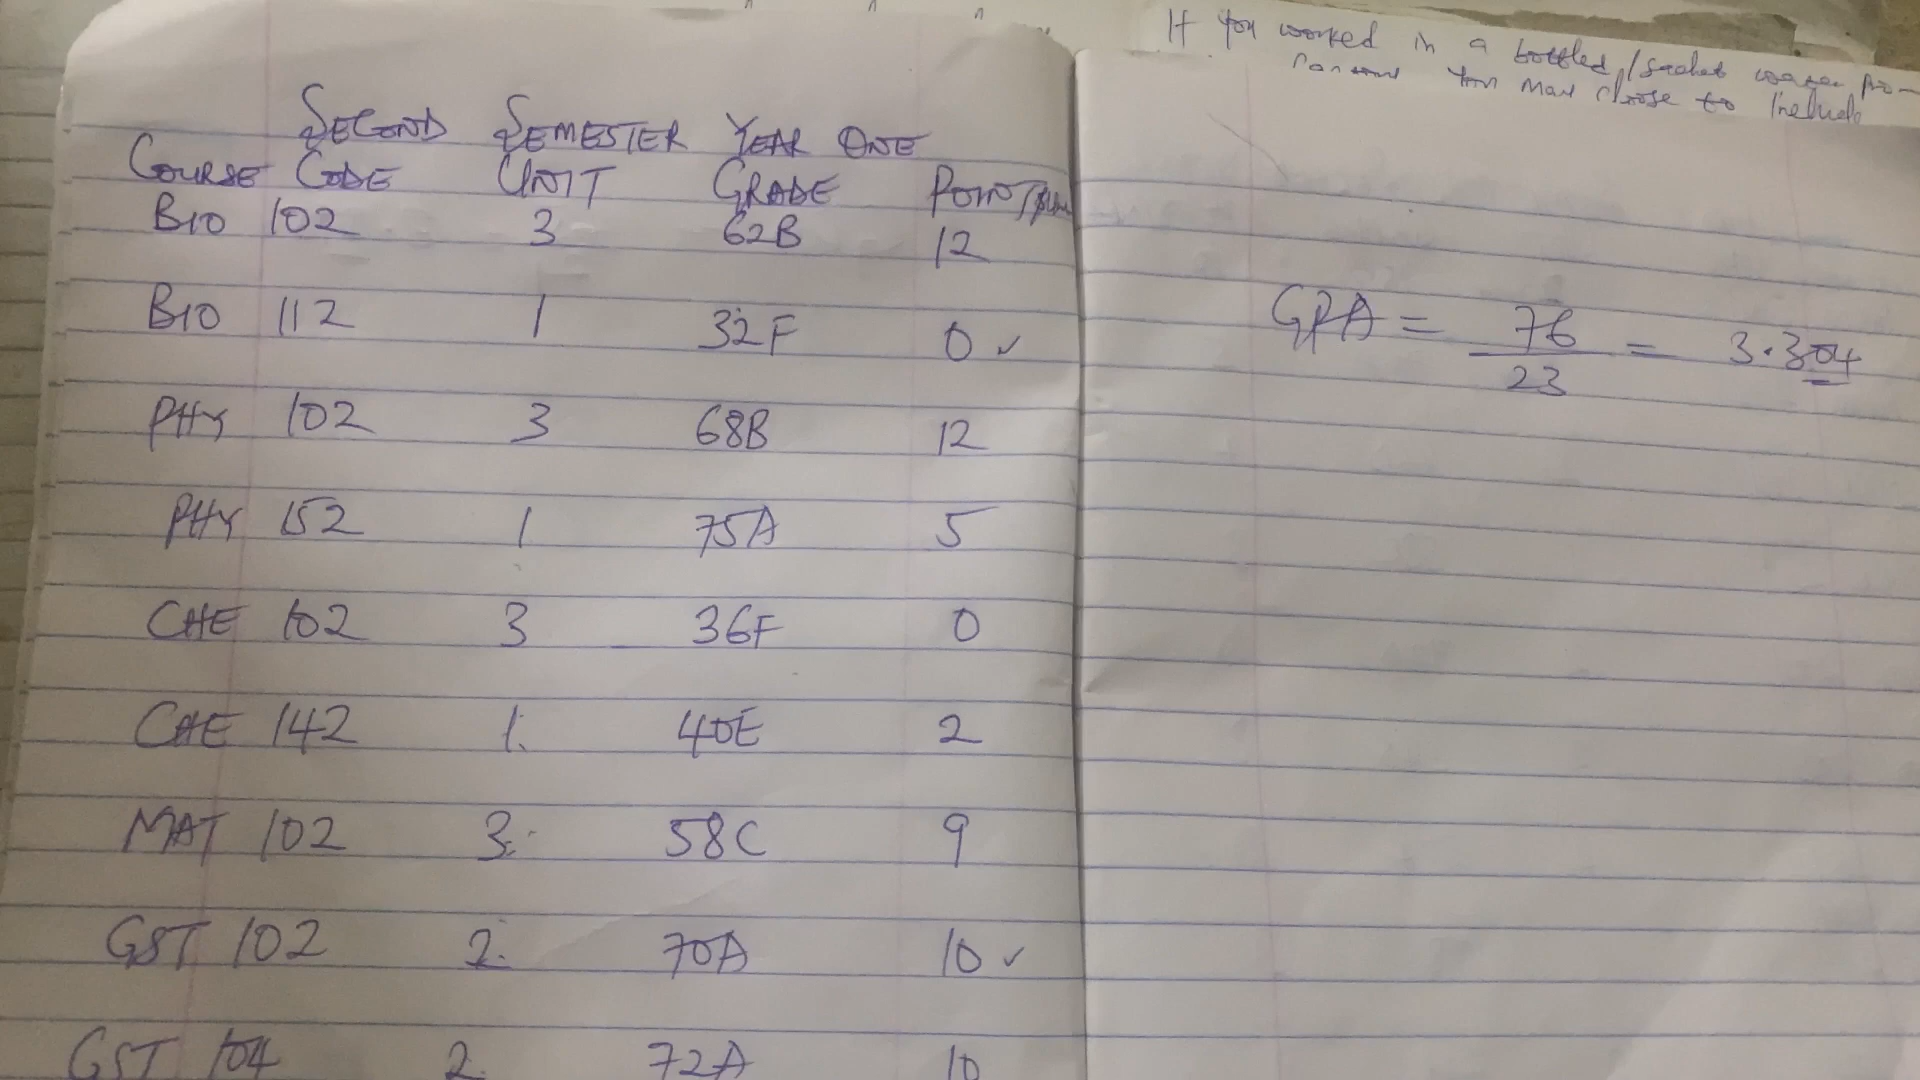 If you worked in a bottled/sachet water
you may choose to include
SECOND SEMESTER YEAR ONE
COURSE CODE UNIT GRADE
BIO 102 3 62B 12
BIO 112 1 32F 0 ✓
PHY 102 3 68B 12
PHY 152 1 75A 5
CHE 102 3 36F 0
CHE 142 1. 40E 2
MAT 102 3. 58C 9
GST 102 2. 70A 10 ✓
GST 104 2. 72A 10
GPA = 76 = 3.304
23